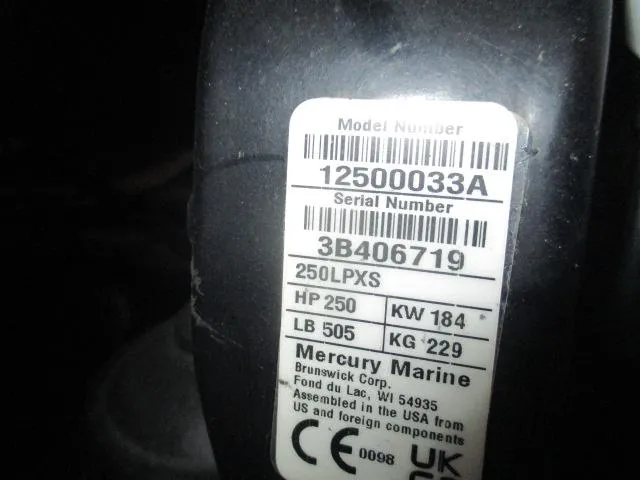 Model Number
12500033A
Serial Number
3B406719
250LPXS
HP 250 KW 184
LB 505 KG 229
Mercury Marine
Brunswick Corp.
Fond du Lac, WI 54935
Assembled in the USA from
US and foreign components
CE 0098 UK